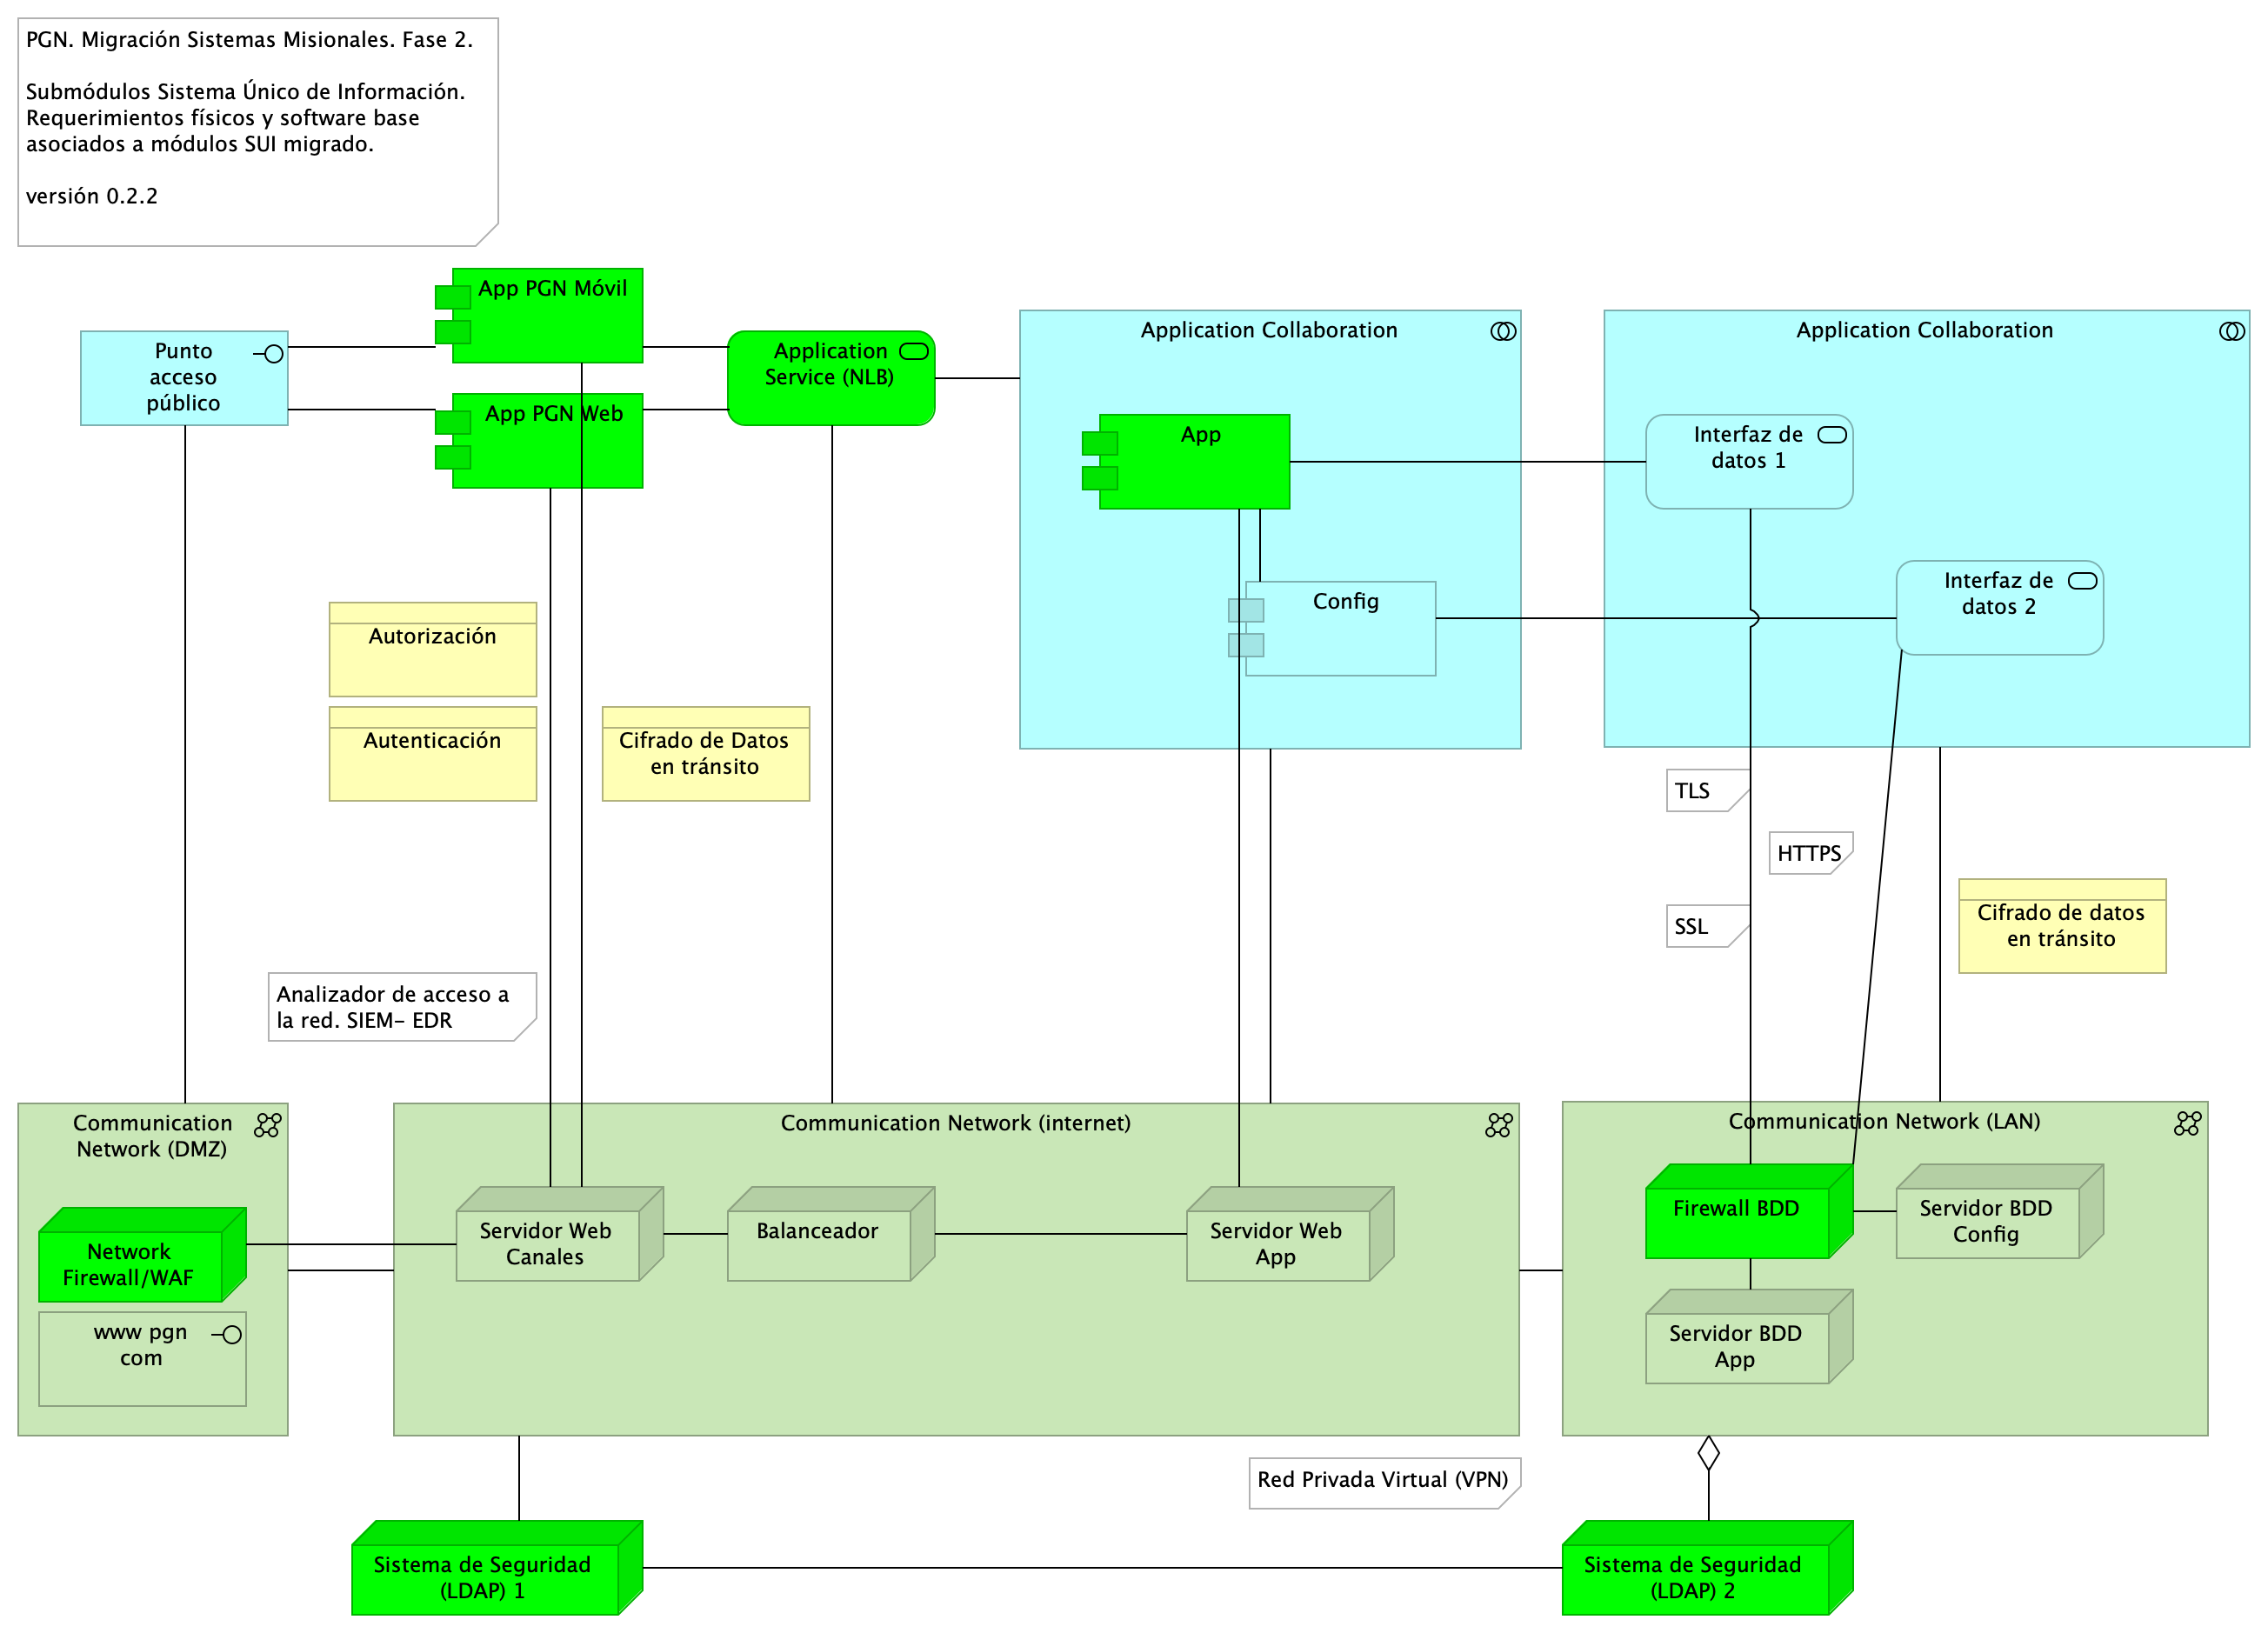 PGN. Migración Sistemas Misionales. Fase 2.
Submódulos Sistema Único de Información.
Requerimientos físicos y software base
asociados a módulos SUI migrado.
versión 0.2.2
App PGN Móvil
Punto
acceso
público
Application
Service (NLB)
App PGN Web
Application Collaboration
App
Config
Application Collaboration
Interfaz de
datos 1
Interfaz de
datos 2
Autorización
Autenticación
Cifrado de Datos
en tránsito
TLS
HTTPS
SSL
Cifrado de datos
en tránsito
Analizador de acceso a
la red. SIEM- EDR
Communication
Network (DMZ)
Network
Firewall/WAF
www pgn
com
Communication Network (internet)
Servidor Web
Canales
Balanceador
Servidor Web
App
Communication Network (LAN)
Firewall BDD
Servidor BDD
Config
Servidor BDD
App
Red Privada Virtual (VPN)
Sistema de Seguridad
(LDAP) 1
Sistema de Seguridad
(LDAP) 2